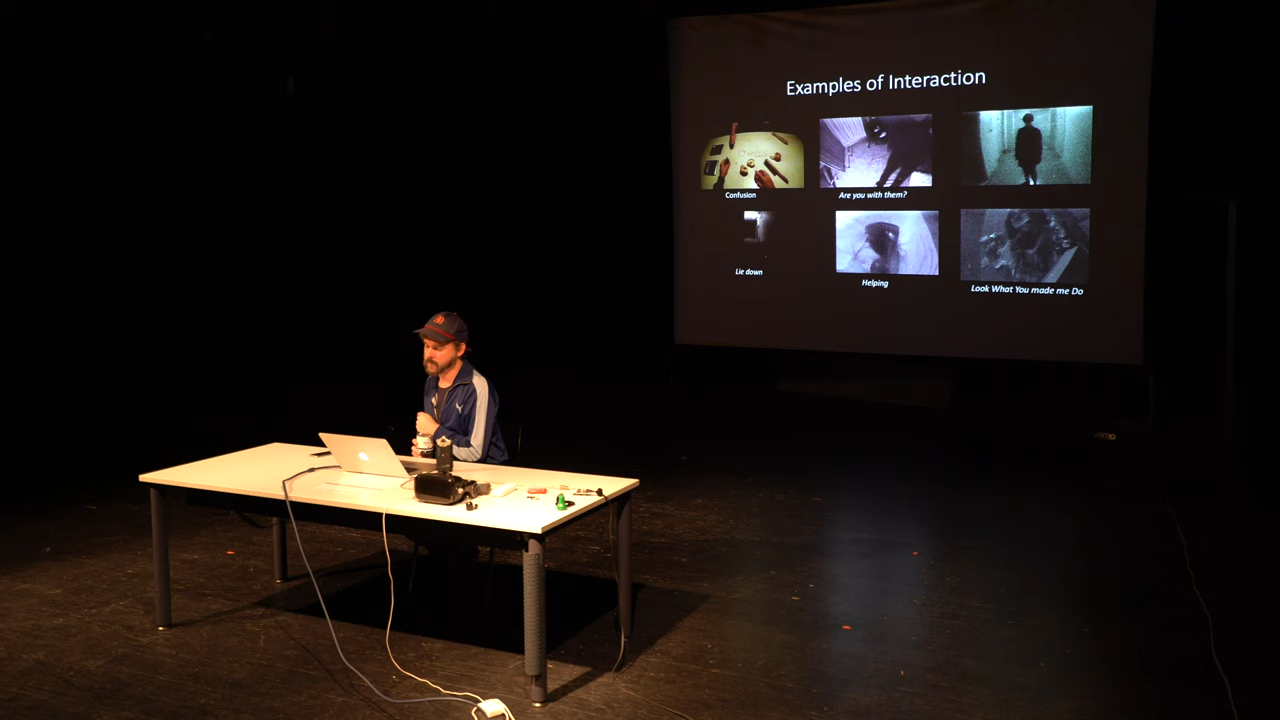 Examples of Interaction
Confusion
Are you with them?
Lie down
Helping
Look What You made me Do